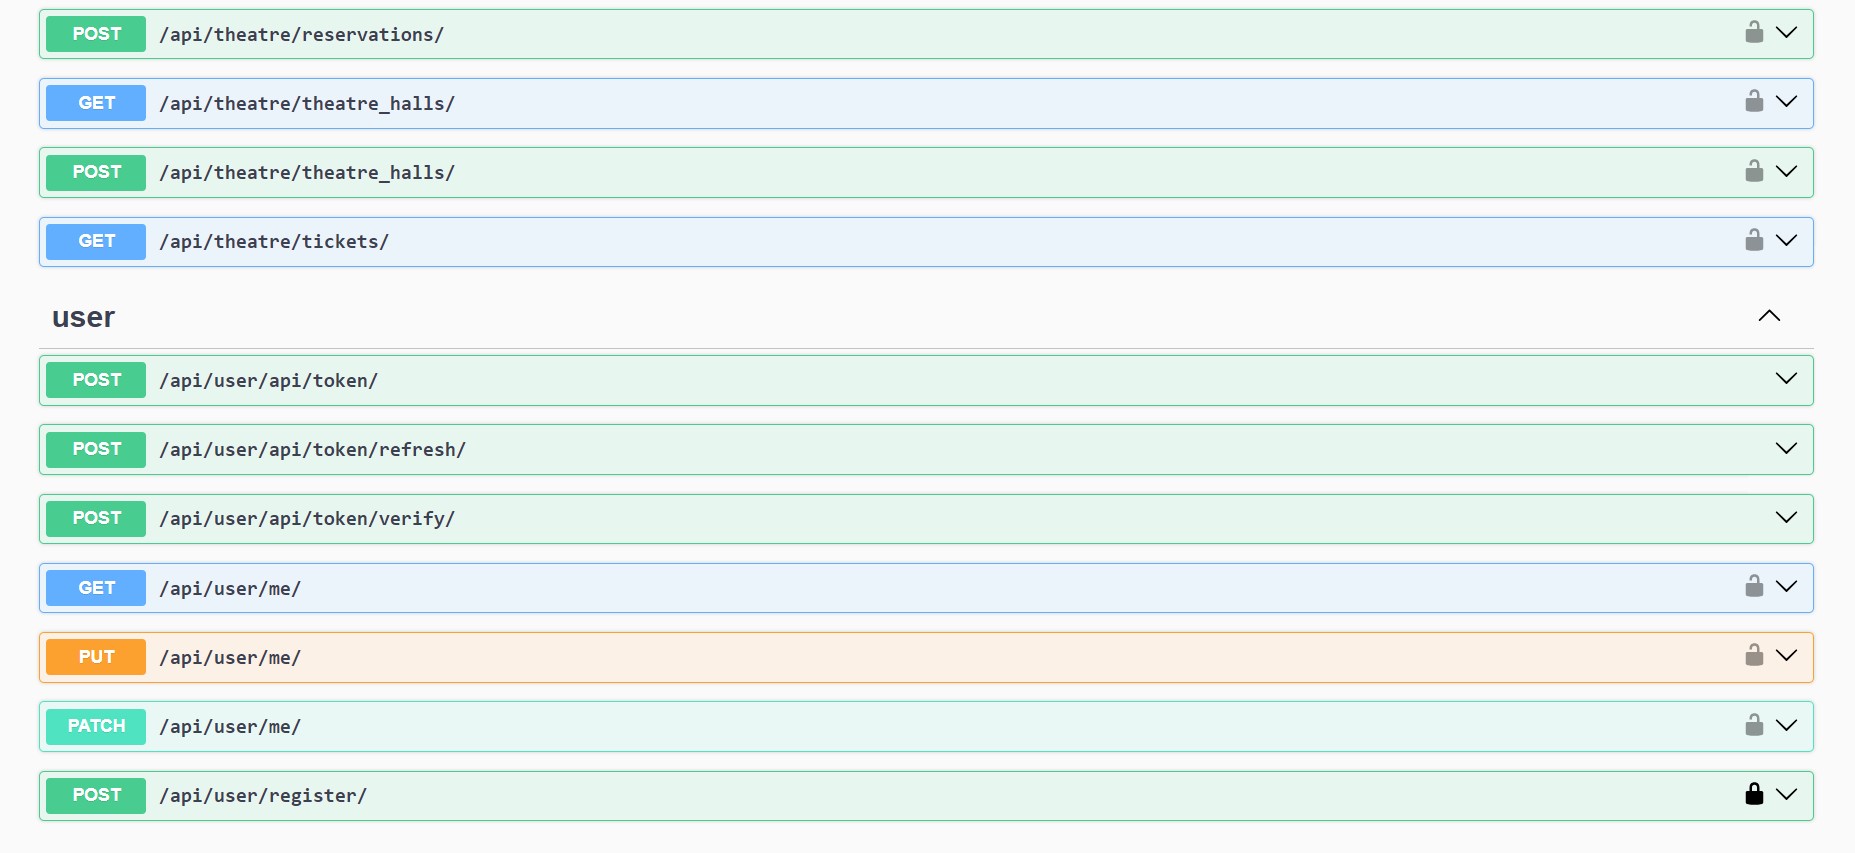 POST /api/theatre/reservations/
GET /api/theatre/theatre_halls/
POST /api/theatre/theatre_halls/
GET /api/theatre/tickets/
user
POST /api/user/api/token/
POST /api/user/api/token/refresh/
POST /api/user/api/token/verify/
GET /api/user/me/
PUT /api/user/me/
PATCH /api/user/me/
POST /api/user/register/